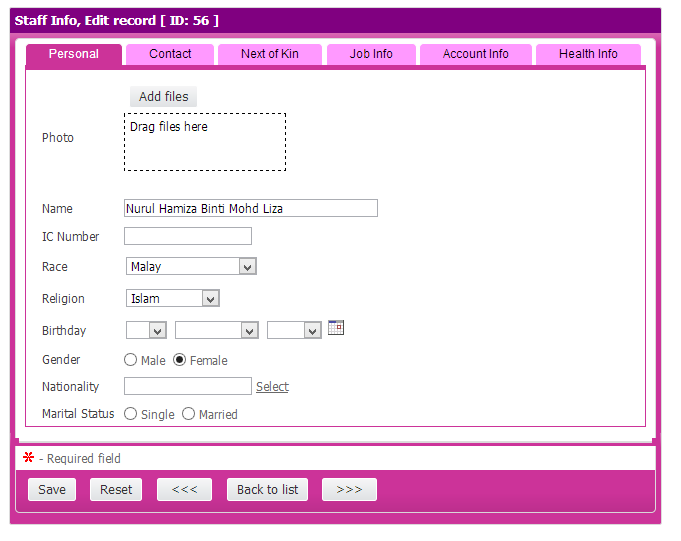 Staff Info, Edit record [ ID: 56 ]
Personal Contact Next of Kin Job Info Account Info Health Info
Add files
Photo
Drag files here
Name Nurul Hamiza Binti Mohd Liza
IC Number
Race Malay
Religion Islam
Birthday
Gender Male Female
Nationality Select
Marital Status Single Married
* - Required field
Save Reset <<< Back to list >>>